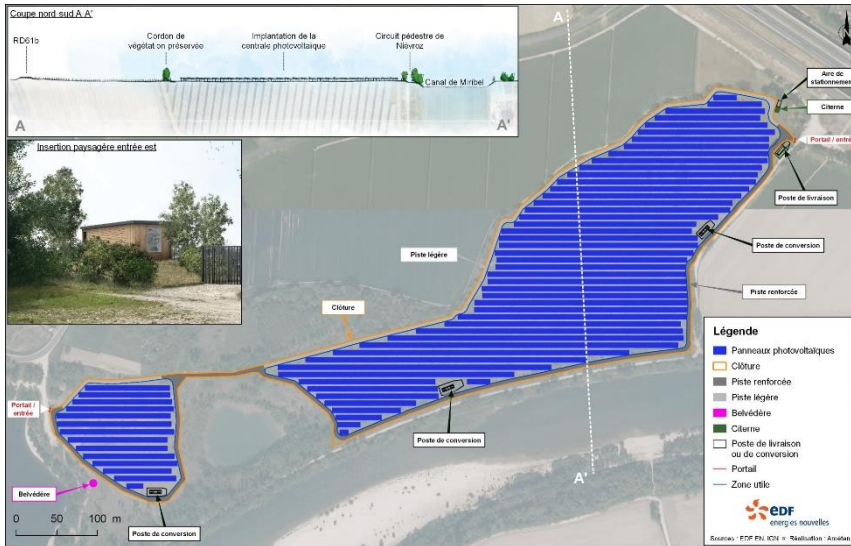 Coupe nord sud A A'
RD61b
Cordon de
végétation préservée
Implantation de la
centrale photovoltaïque
Circuit pédestre de
Niévroz
Canal de Miribel
A
A'
Insertion paysagère entrée est
A
Aire de
stationnement
Citerne
Portail / entrée
Poste de livraison
Poste de conversion
Piste légère
Piste renforcée
Clôture
Poste de conversion
Portail /
entrée
Belvédère
Poste de conversion
A'
0 50 100 m
Légende
Panneaux photovoltaïques
Clôture
Piste renforcée
Piste légère
Belvédère
Citerne
Poste de livraison
ou de conversion
Portail
Zone utile
edf
energies nouvelles
Sources : EDF EN, IGN
Réalisation :